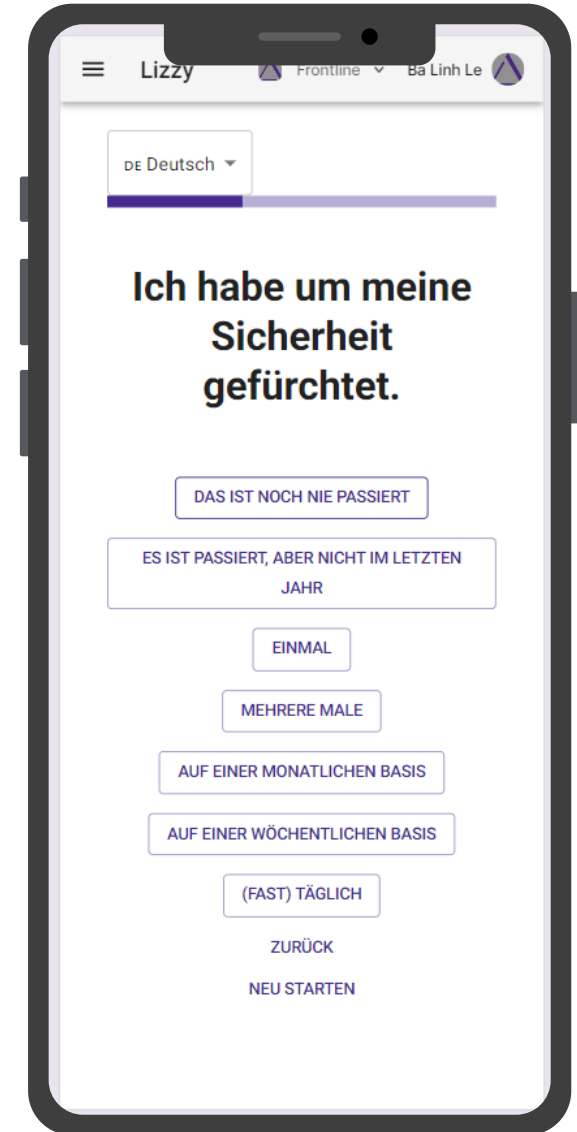 Lizzy Frontline Ba Linh Le
DE Deutsch
Ich habe um meine
Sicherheit
gefürchtet.
DAS IST NOCH NIE PASSIERT
ES IST PASSIERT, ABER NICHT IM LETZTEN
JAHR
EINMAL
MEHRERE MALE
AUF EINER MONATLICHEN BASIS
AUF EINER WÖCHENTLICHEN BASIS
(FAST) TÄGLICH
ZURÜCK
NEU STARTEN